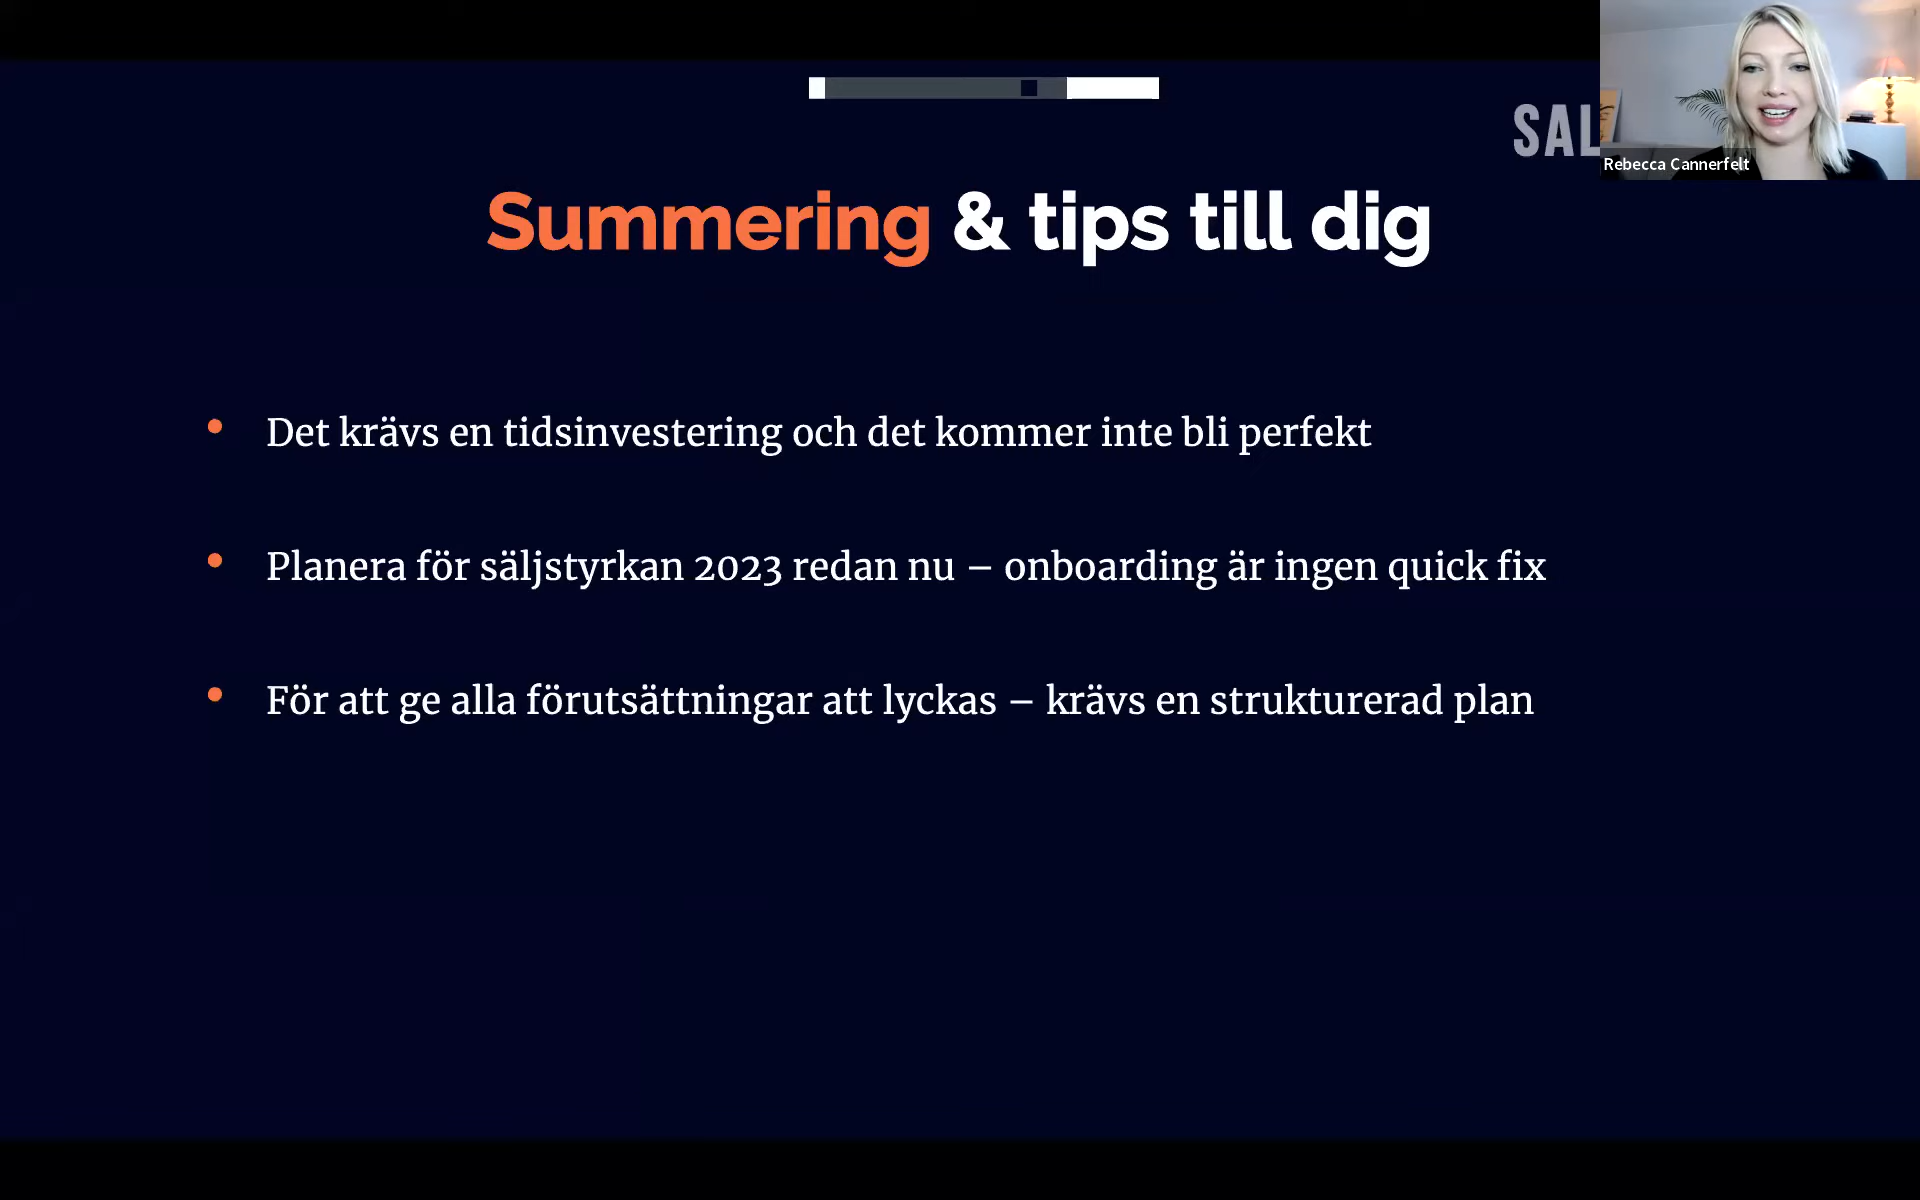 SAL
Rebecca Cannerfelt
Summering & tips till dig
Det krävs en tidsinvestering och det kommer inte bli perfekt
Planera för säljstyrkan 2023 redan nu – onboarding är ingen quick fix
För att ge alla förutsättningar att lyckas – krävs en strukturerad plan